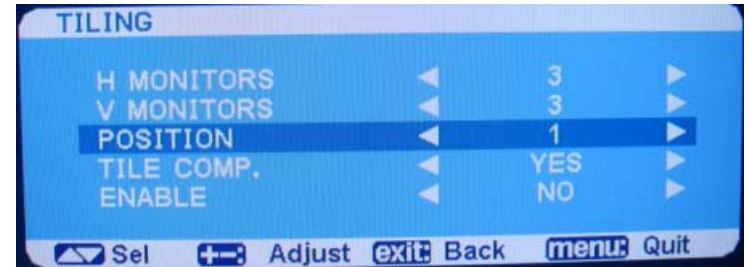 TILING
H MONITORS 3
V MONITORS 3
POSITION 1
TILE COMP. YES
ENABLE NO
Sel Adjust exit Back menu Quit